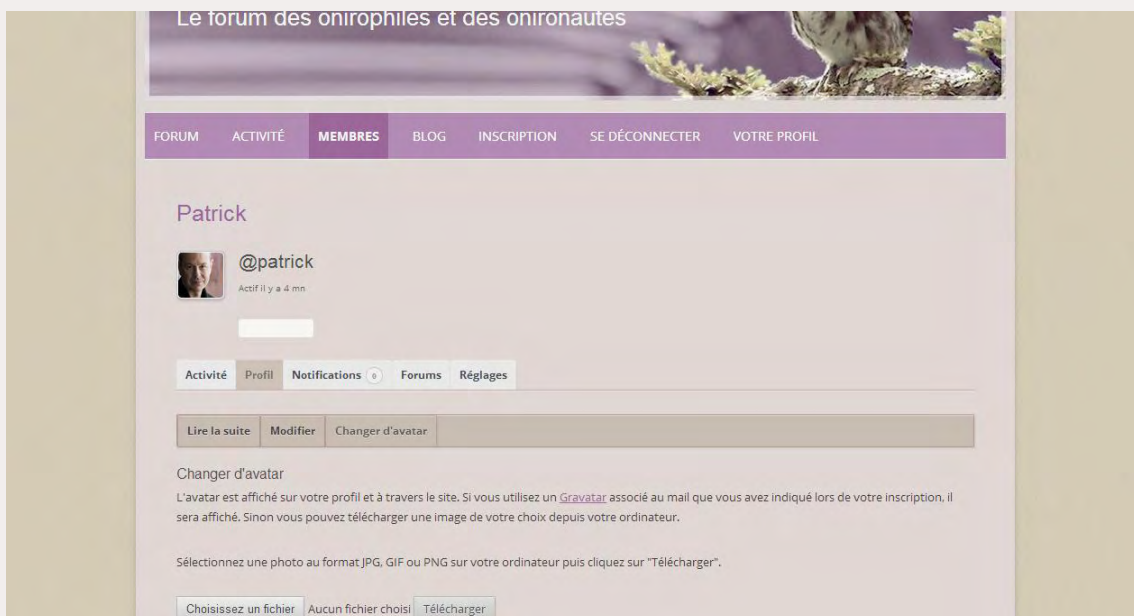 Le forum des onirophiles et des onironautes
FORUM ACTIVITÉ MEMBRES BLOG INSCRIPTION SE DÉCONNECTER VOTRE PROFIL
Patrick
@patrick
Actif il y a 4 mn
Activité Profil Notifications 0 Forums Réglages
Lire la suite Modifier Changer d'avatar
Changer d'avatar
L'avatar est affiché sur votre profil et à travers le site. Si vous utilisez un Gravatar associé au mail que vous avez indiqué lors de votre inscription, il
sera affiché. Sinon vous pouvez télécharger une image de votre choix depuis votre ordinateur.
Sélectionnez une photo au format JPG, GIF ou PNG sur votre ordinateur puis cliquez sur "Télécharger".
Choisissez un fichier Aucun fichier choisi Télécharger